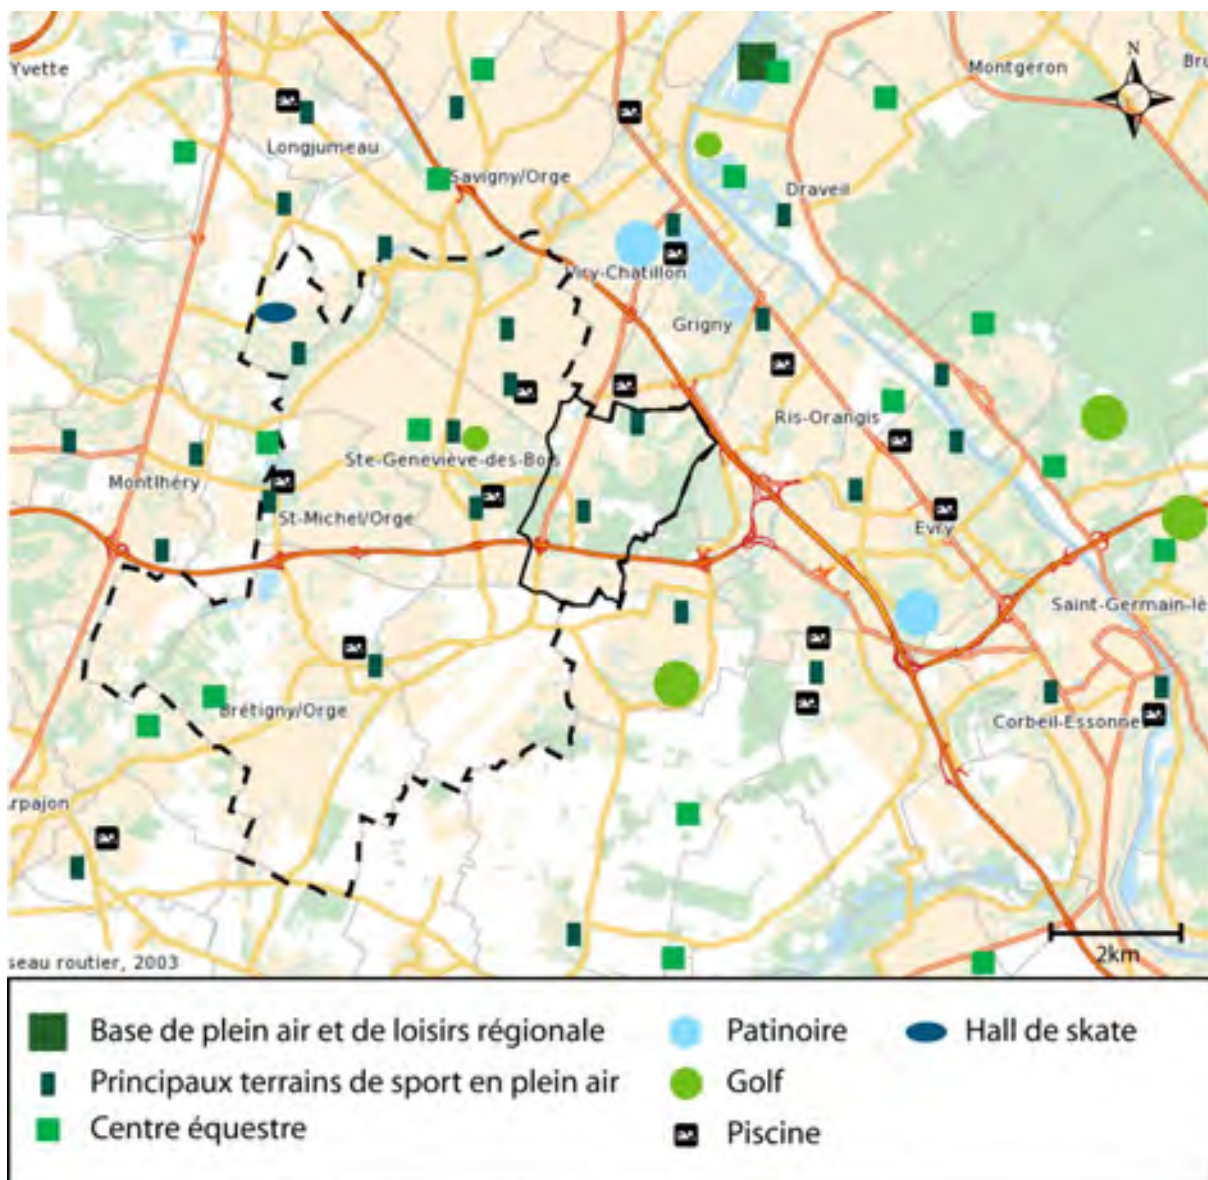 N
Yvette
Montgeron
Bru
Longjumeau
Savigny/Orge
Draveil
Viry-Chatillon
Grigny
Ris-Orangis
Ste-Geneviève-des-Bois
Montlhéry
St-Michel/Orge
Evry
Saint-Germain-lè
Brétigny/Orge
Corbeil-Essonne
rpajon
2km
seau routier, 2003
Base de plein air et de loisirs régionale
Patinoire
Hall de skate
Principaux terrains de sport en plein air
Golf
Centre équestre
Piscine